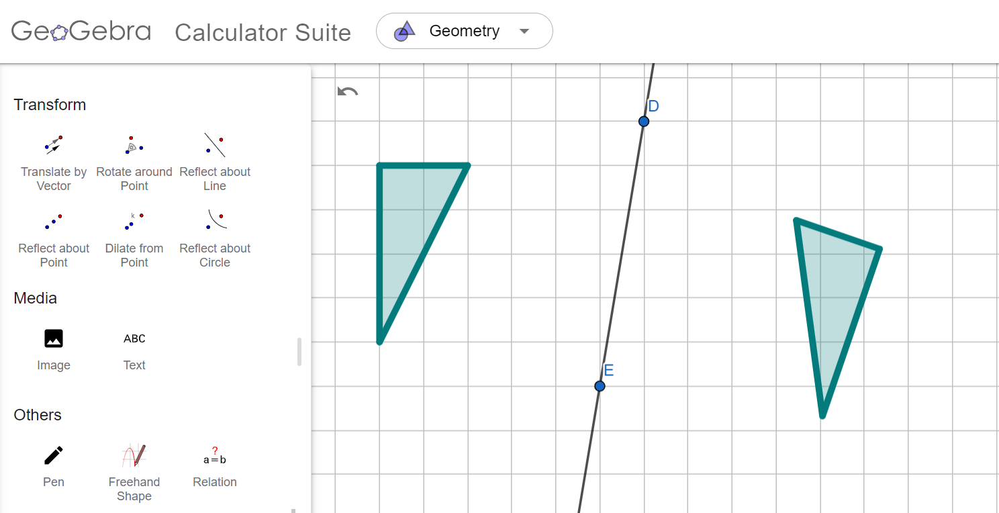 GeoGebra Calculator Suite Geometry
Transform
Translate by Vector
Rotate around Point
Reflect about Line
Reflect about Point
k
Dilate from Point
Reflect about Circle
Media
Image
ABC
Text
Others
Pen
Freehand Shape
?
a=b
Relation
D
E